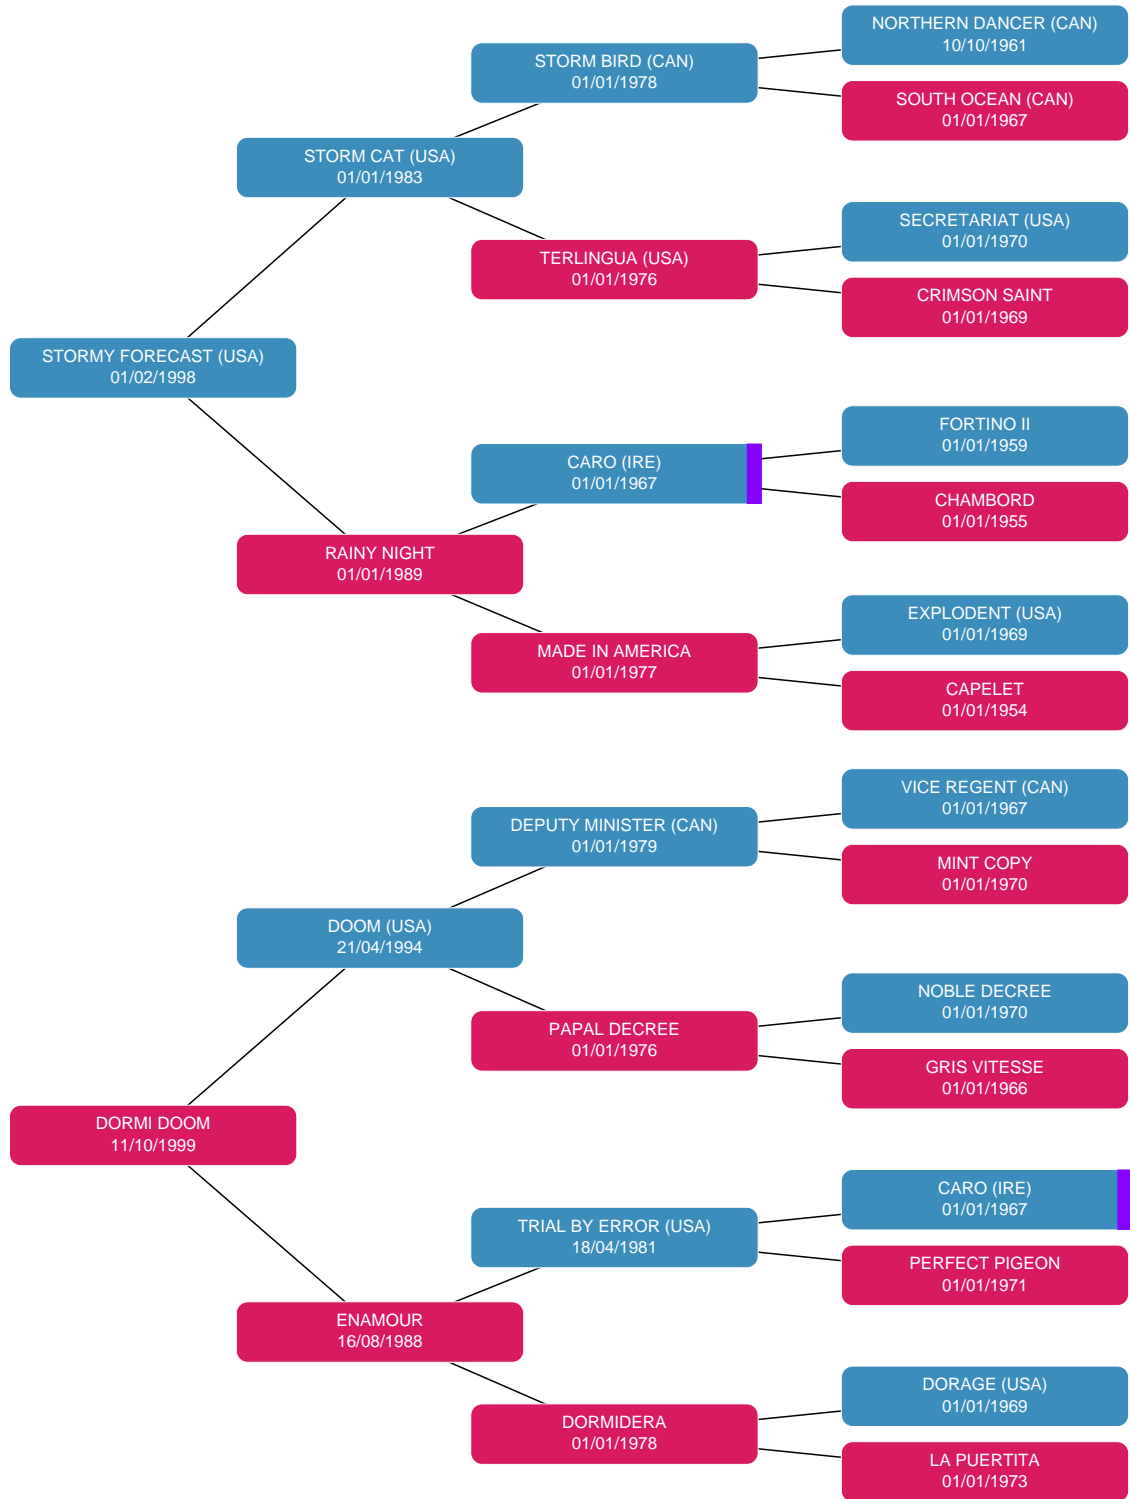 NORTHERN DANCER (CAN)
10/10/1961
STORM BIRD (CAN)
01/01/1978
SOUTH OCEAN (CAN)
01/01/1967
STORM CAT (USA)
01/01/1983
SECRETARIAT (USA)
01/01/1970
TERLINGUA (USA)
01/01/1976
CRIMSON SAINT
01/01/1969
STORMY FORECAST (USA)
01/02/1998
FORTINO II
01/01/1959
CARO (IRE)
01/01/1967
CHAMBORD
01/01/1955
RAINY NIGHT
01/01/1989
EXPLODENT (USA)
01/01/1969
MADE IN AMERICA
01/01/1977
CAPELET
01/01/1954
VICE REGENT (CAN)
01/01/1967
DEPUTY MINISTER (CAN)
01/01/1979
MINT COPY
01/01/1970
DOOM (USA)
21/04/1994
NOBLE DECREE
01/01/1970
PAPAL DECREE
01/01/1976
GRIS VITESSE
01/01/1966
DORMI DOOM
11/10/1999
CARO (IRE)
01/01/1967
TRIAL BY ERROR (USA)
18/04/1981
PERFECT PIGEON
01/01/1971
ENAMOUR
16/08/1988
DORAGE (USA)
01/01/1969
DORMIDERA
01/01/1978
LA PUERTITA
01/01/1973